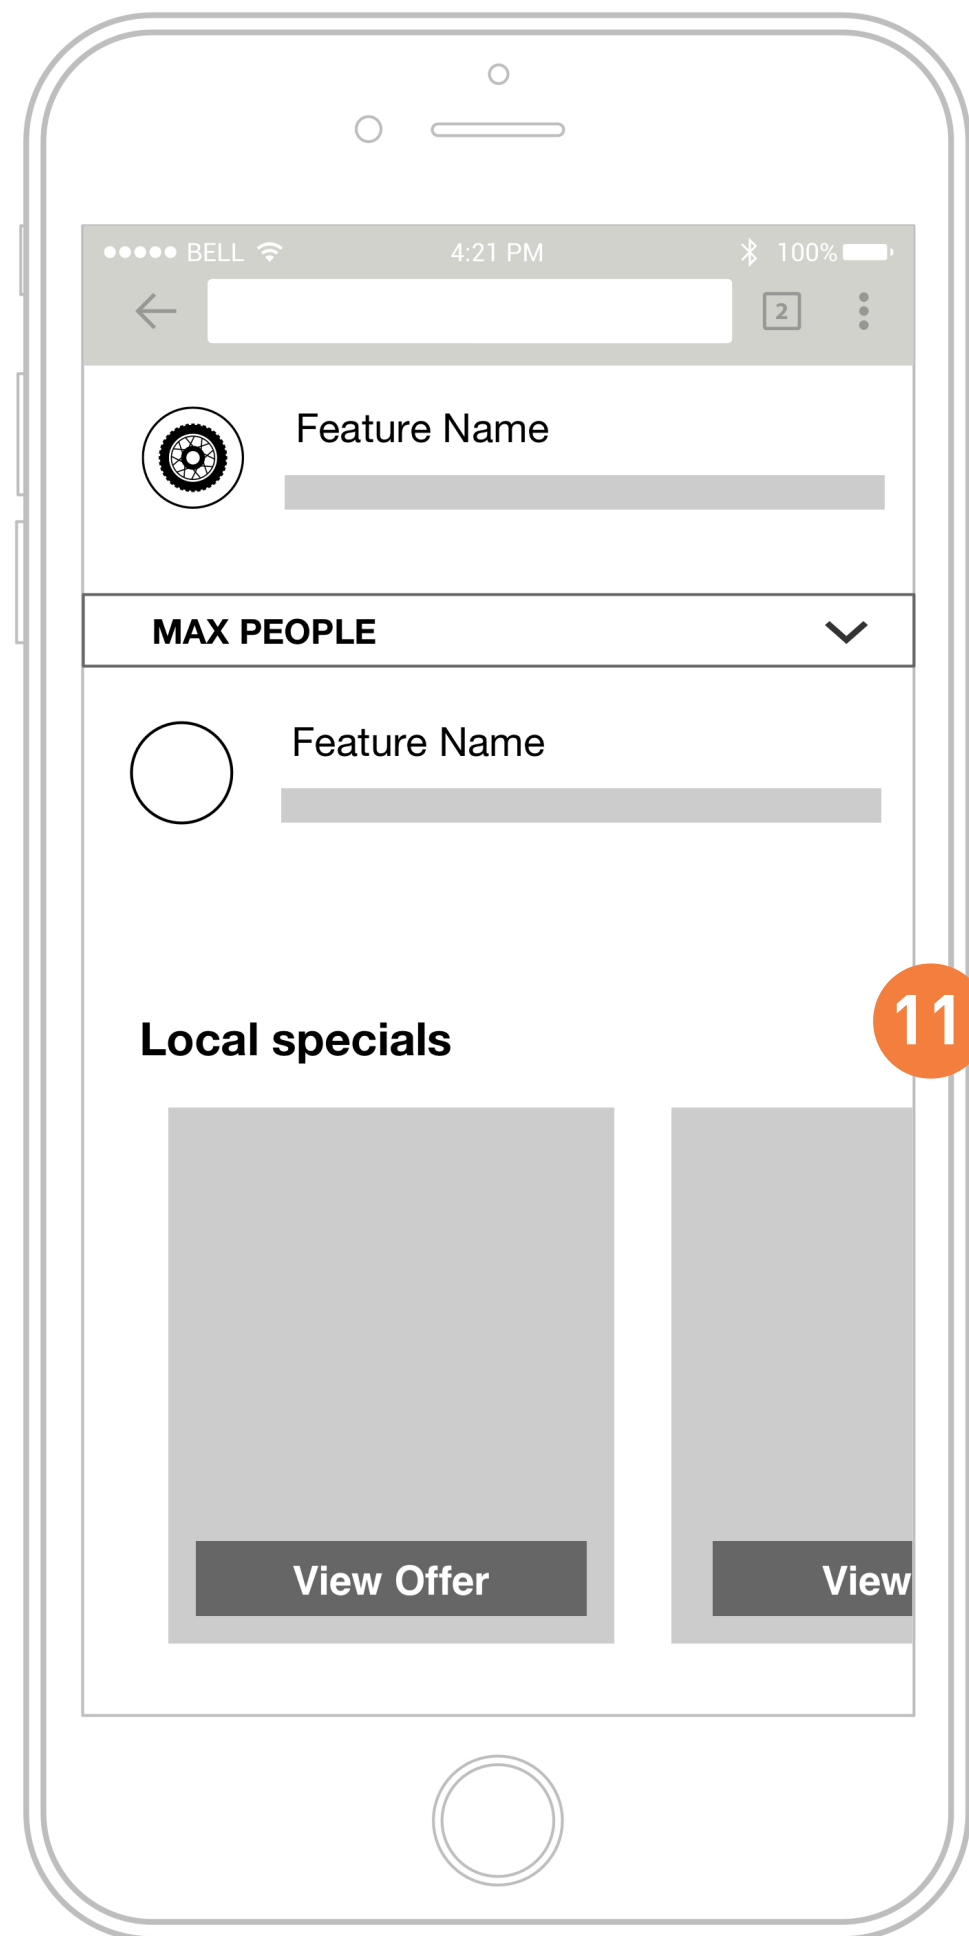 BELL 4:21 PM 100%
2
Feature Name
MAX PEOPLE
Feature Name
11
Local specials
View Offer View